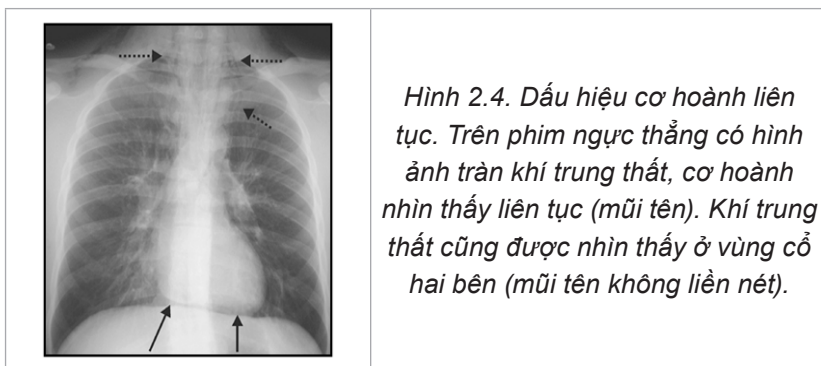 Hình 2.4. Dấu hiệu cơ hoành liên
tục. Trên phim ngực thẳng có hình
ảnh tràn khí trung thất, cơ hoành
nhìn thấy liên tục (mũi tên). Khí trung
thất cũng được nhìn thấy ở vùng cổ
hai bên (mũi tên không liền nét).